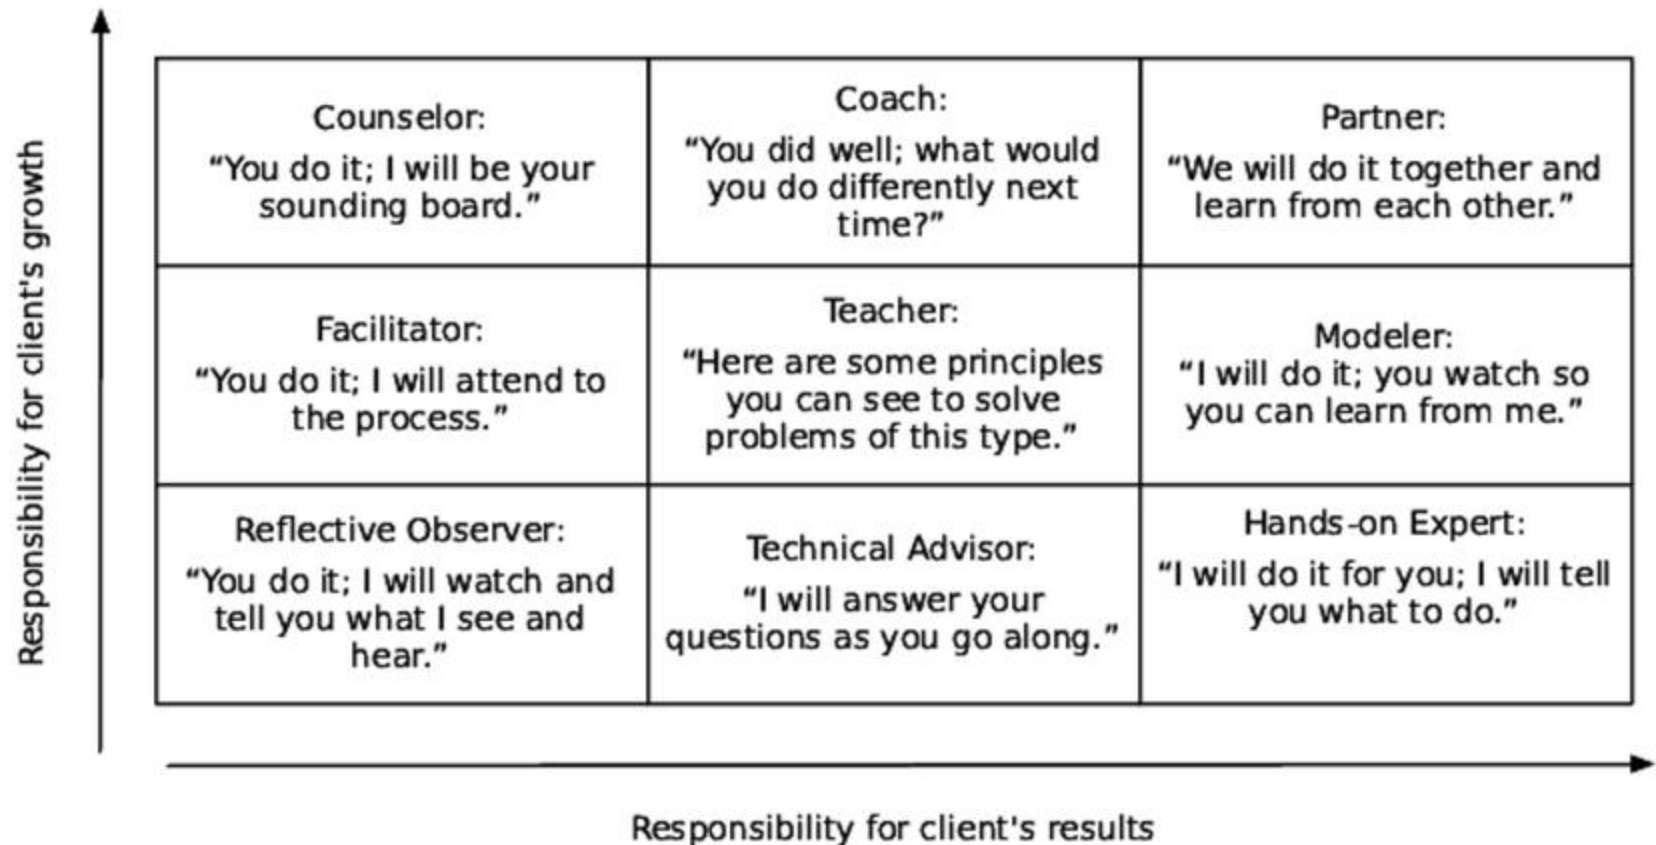 Responsibility for client's growth
Counselor:
“You do it; I will be your
sounding board.”
Coach:
“You did well; what would
you do differently next
time?”
Partner:
“We will do it together and
learn from each other.”
Facilitator:
“You do it; I will attend to
the process.”
Teacher:
“Here are some principles
you can see to solve
problems of this type.”
Modeler:
“I will do it; you watch so
you can learn from me.”
Reflective Observer:
“You do it; I will watch and
tell you what I see and
hear.”
Technical Advisor:
“I will answer your
questions as you go along.”
Hands-on Expert:
“I will do it for you; I will tell
you what to do.”
Responsibility for client's results